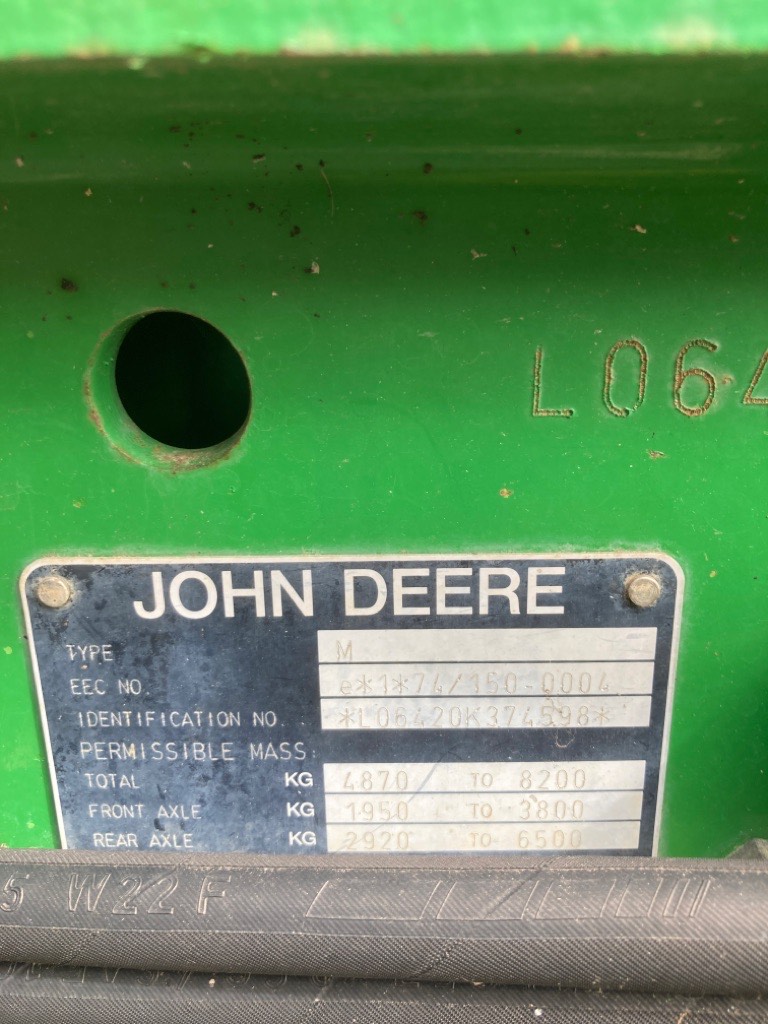 L064
JOHN DEERE
TYPE M
EEC NO. e*1*74/150-0004
IDENTIFICATION NO. *L06420K374598*
PERMISSIBLE MASS:
TOTAL KG 4870 TO 8200
FRONT AXLE KG 1950 TO 3800
REAR AXLE KG 2920 TO 6500
5 W22F